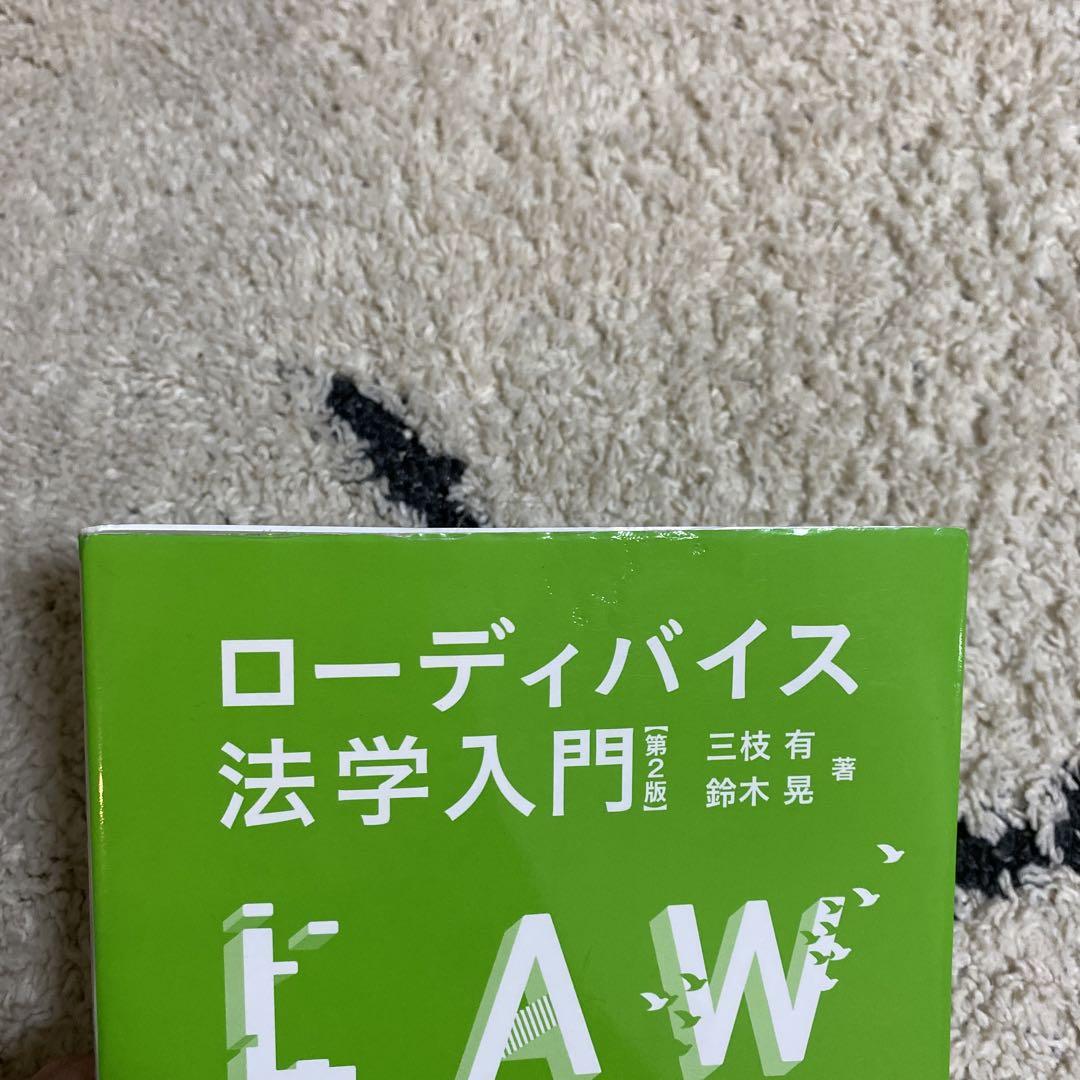 ローディバイス
法学入門【第2版】
三枝 有
鈴木 晃
著
LAW